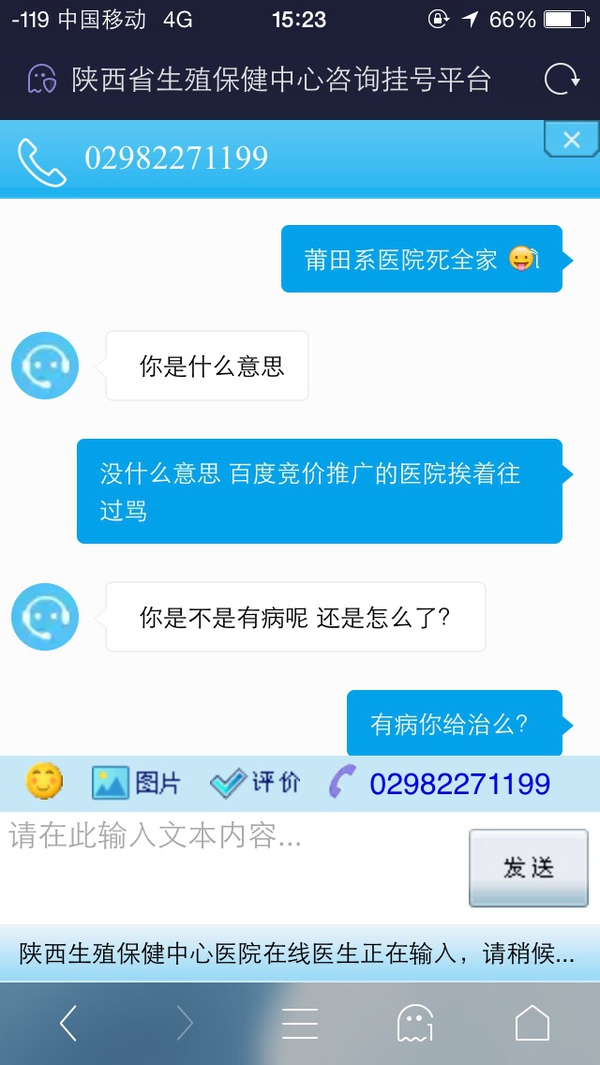 -119 中国移动 4G 15:23 66%
陕西省生殖保健中心咨询挂号平台
02982271199
莆田系医院死全家 😜
你是什么意思
没什么意思 百度竞价推广的医院挨着往
过骂
你是不是有病呢 还是怎么了?
有病你给治么?
图片 评价 02982271199
请在此输入文本内容...
发送
陕西生殖保健中心医院在线医生正在输入，请稍候...